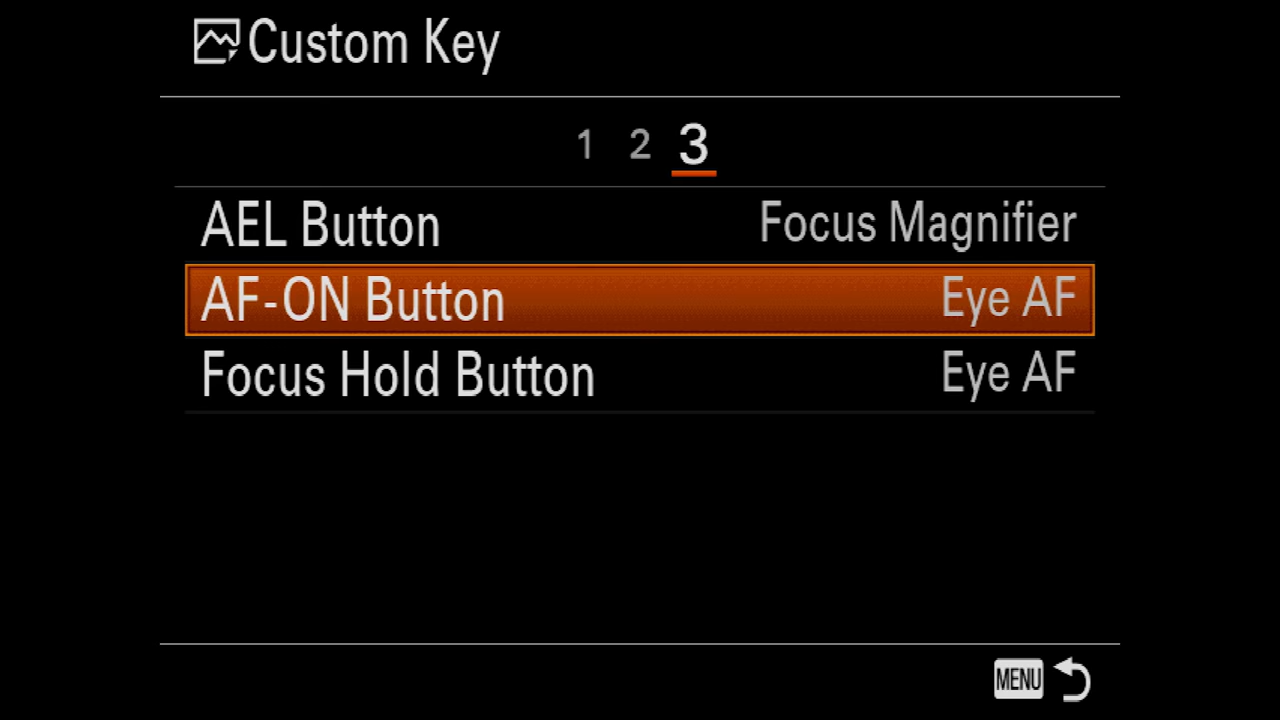 Custom Key
1 2 3
AEL Button Focus Magnifier
AF-ON Button Eye AF
Focus Hold Button Eye AF
MENU